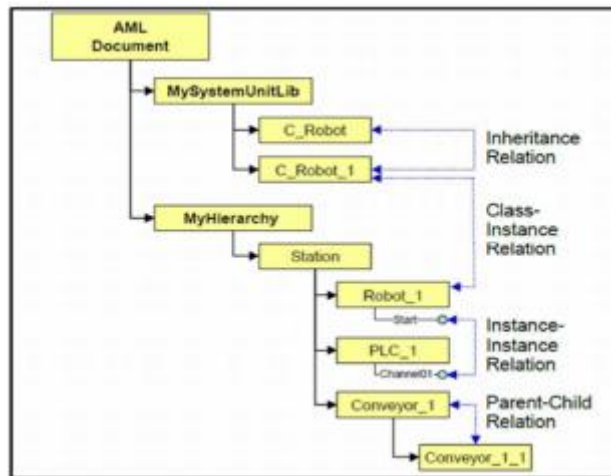 AML
Document
MySystemUnitLib
C_Robot
Inheritance
Relation
C_Robot_1
MyHierarchy
Class-
Instance
Relation
Station
Robot_1
Start
Instance-
Instance
Relation
PLC_1
Channel01
Conveyor_1
Parent-Child
Relation
Conveyor_1_1